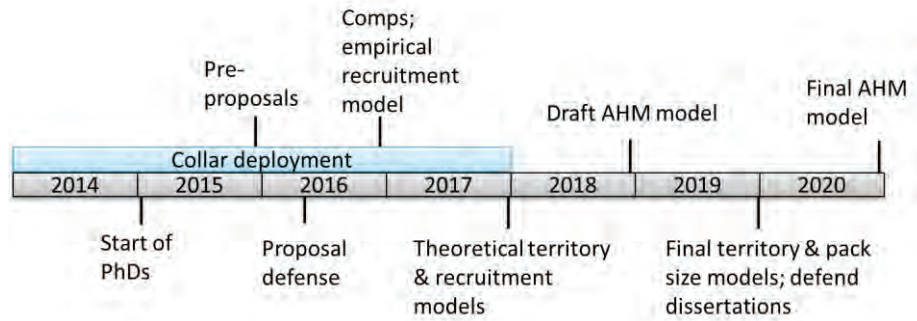 Pre-
proposals
Comps;
empirical
recruitment
model
Draft AHM model
Final AHM
model
Collar deployment
2014 2015 2016 2017 2018 2019 2020
Start of
PhDs
Proposal
defense
Theoretical territory
& recruitment
models
Final territory & pack
size models; defend
dissertations